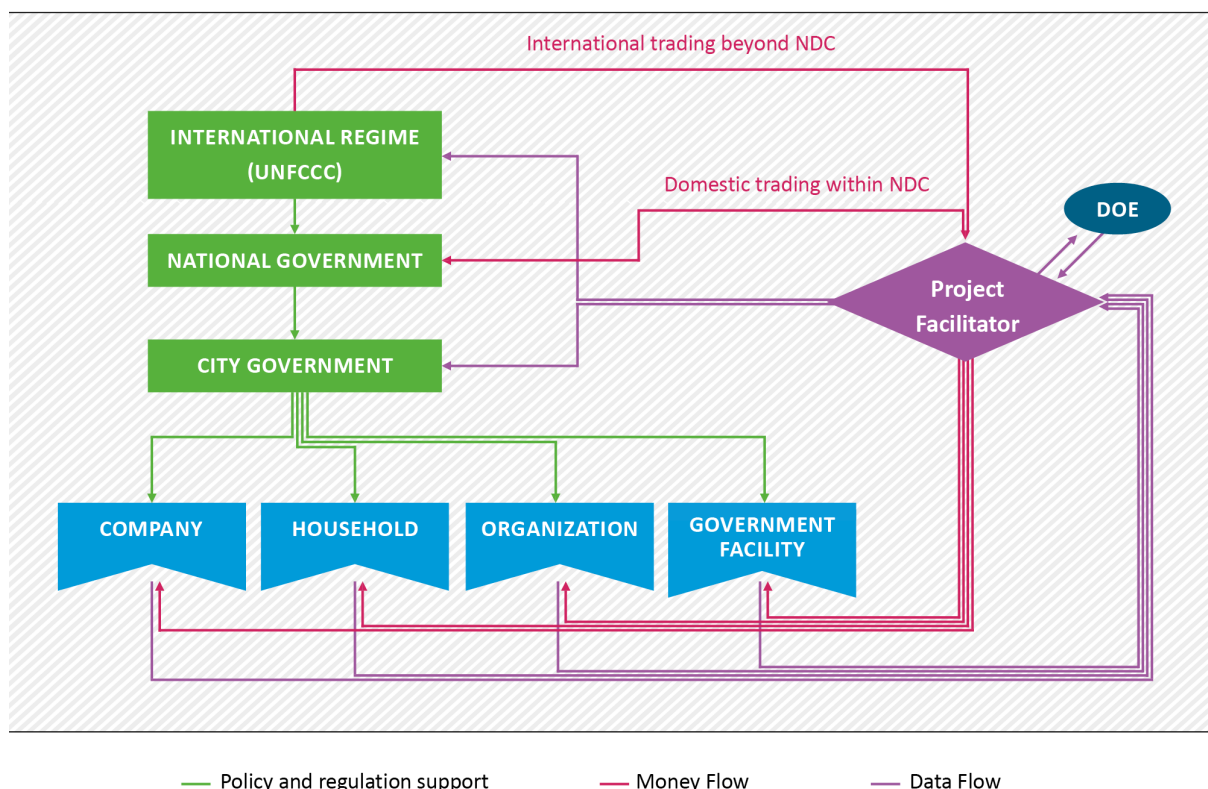 International trading beyond NDC
INTERNATIONAL REGIME
(UNFCCC)
Domestic trading within NDC
DOE
NATIONAL GOVERNMENT
Project
Facilitator
CITY GOVERNMENT
COMPANY
HOUSEHOLD
ORGANIZATION
GOVERNMENT
FACILITY
Policy and regulation support
Money Flow
Data Flow